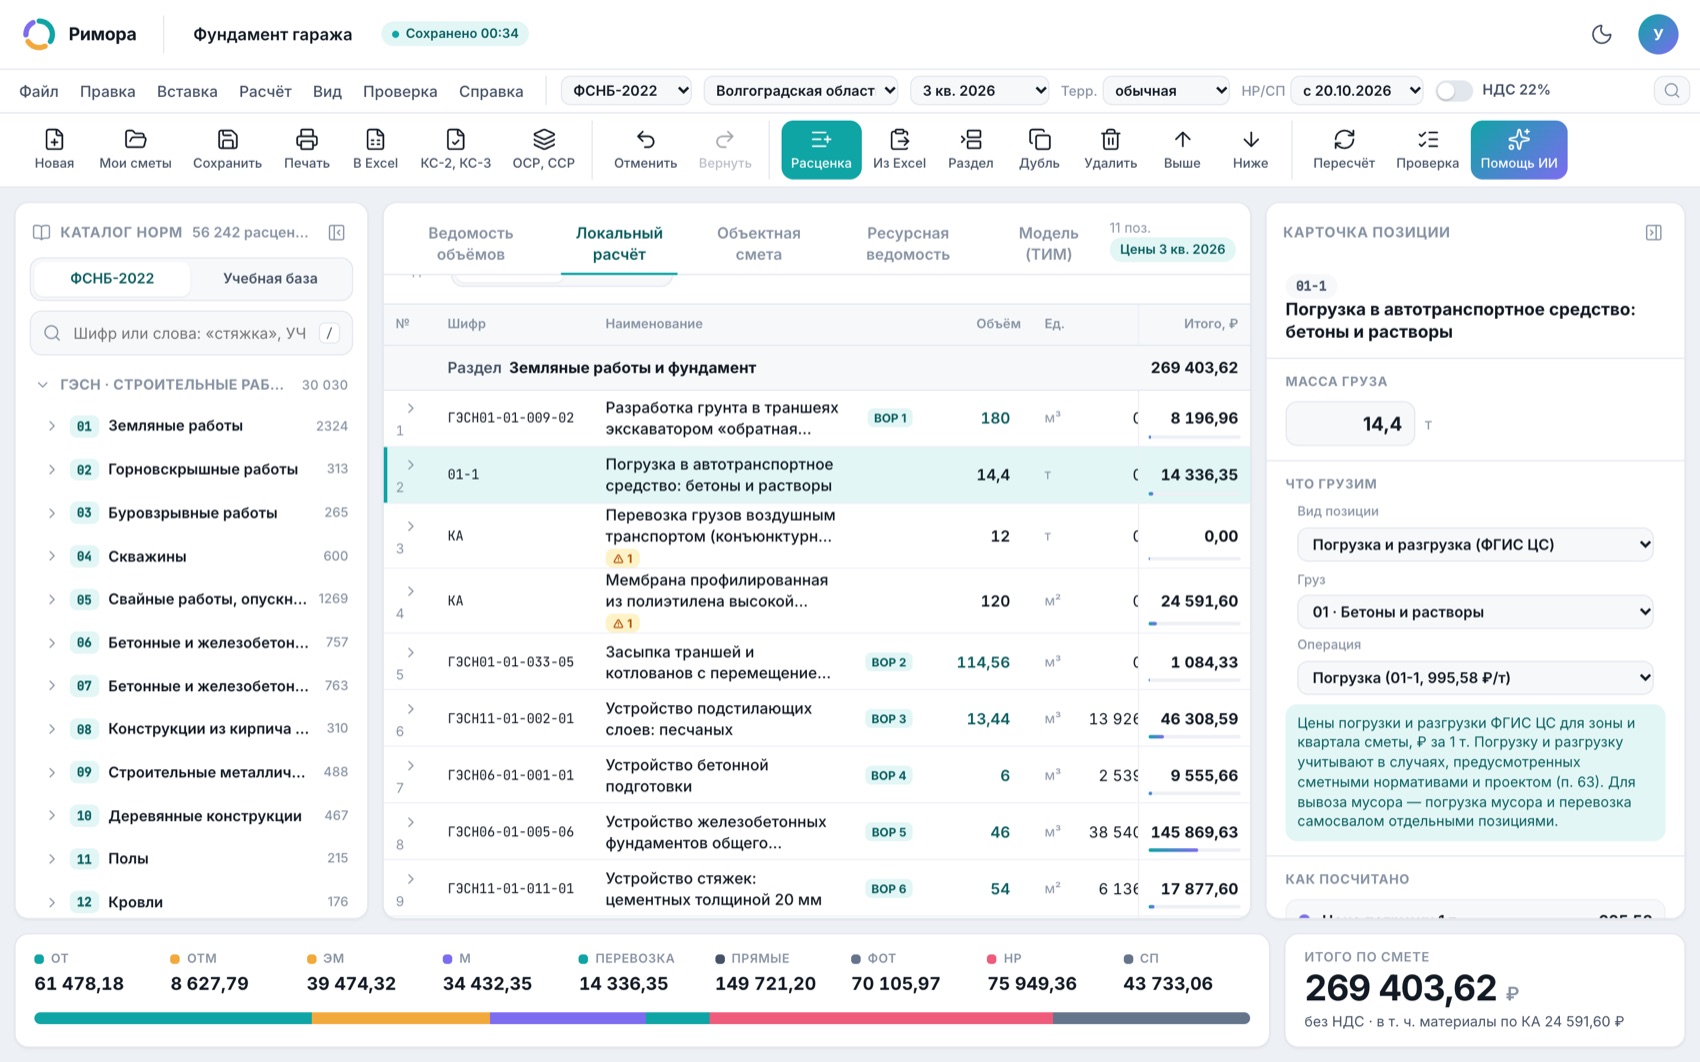 Римора
Фундамент гаража
Сохранено 00:34
У
Файл Правка Вставка Расчёт Вид Проверка Справка
ФСНБ-2022
Волгоградская област
3 кв. 2026
Терр.
обычная
НР/СП
с 20.10.2026
НДС 22%
Новая
Мои сметы
Сохранить
Печать
В Excel
КС-2, КС-3
ОСР, ССР
Отменить
Вернуть
Расценка
Из Excel
Раздел
Дубль
Удалить
Выше
Ниже
Пересчёт
Проверка
Помощь ИИ
КАТАЛОГ НОРМ 56 242 расцен...
ФСНБ-2022
Учебная база
Шифр или слова: «стяжка», УЧ /
ГЭСН · СТРОИТЕЛЬНЫЕ РАБ... 30 030
01 Земляные работы 2324
02 Горновскрышные работы 313
03 Буровзрывные работы 265
04 Скважины 600
05 Свайные работы, опускн... 1269
06 Бетонные и железобетон... 757
07 Бетонные и железобетон... 763
08 Конструкции из кирпича ... 310
09 Строительные металлич... 488
10 Деревянные конструкции 467
11 Полы 215
12 Кровли 176
Ведомость
объёмов
Локальный
расчёт
Объектная
смета
Ресурсная
ведомость
Модель
(ТИМ)
11 поз.
Цены 3 кв. 2026
№ Шифр Наименование Объём Ед. Итого, ₽
Раздел Земляные работы и фундамент 269 403,62
1 ГЭСН01-01-009-02
Разработка грунта в траншеях
экскаватором «обратная...
ВОР 1 180 м³ 8 196,96
2 01-1
Погрузка в автотранспортное
средство: бетоны и растворы
14,4 т 14 336,35
3 КА
Перевозка грузов воздушным
транспортом (конъюнктурн...
1
12 т 0,00
4 КА
Мембрана профилированная
из полиэтилена высокой...
1
120 м² 24 591,60
5 ГЭСН01-01-033-05
Засыпка траншей и
котлованов с перемещение...
ВОР 2 114,56 м³ 1 084,33
6 ГЭСН11-01-002-01
Устройство подстилающих
слоев: песчаных
ВОР 3 13,44 м³ 13 926 46 308,59
7 ГЭСН06-01-001-01
Устройство бетонной
подготовки
ВОР 4 6 м³ 2 539 9 555,66
8 ГЭСН06-01-005-06
Устройство железобетонных
фундаментов общего...
ВОР 5 46 м³ 38 540 145 869,63
9 ГЭСН11-01-011-01
Устройство стяжек:
цементных толщиной 20 мм
ВОР 6 54 м² 6 136 17 877,60
КАРТОЧКА ПОЗИЦИИ
01-1
Погрузка в автотранспортное средство:
бетоны и растворы
МАССА ГРУЗА
14,4 т
ЧТО ГРУЗИМ
Вид позиции
Погрузка и разгрузка (ФГИС ЦС)
Груз
01 · Бетоны и растворы
Операция
Погрузка (01-1, 995,58 ₽/т)
Цены погрузки и разгрузки ФГИС ЦС для зоны и
квартала сметы, ₽ за 1 т. Погрузку и разгрузку
учитывают в случаях, предусмотренных
сметными нормативами и проектом (п. 63). Для
вывоза мусора — погрузка мусора и перевозка
самосвалом отдельными позициями.
КАК ПОСЧИТАНО
ОТ ОТМ ЭМ М ПЕРЕВОЗКА ПРЯМЫЕ ФОТ НР СП
61 478,18 8 627,79 39 474,32 34 432,35 14 336,35 149 721,20 70 105,97 75 949,36 43 733,06
ИТОГО ПО СМЕТЕ
269 403,62 ₽
без НДС · в т. ч. материалы по КА 24 591,60 ₽